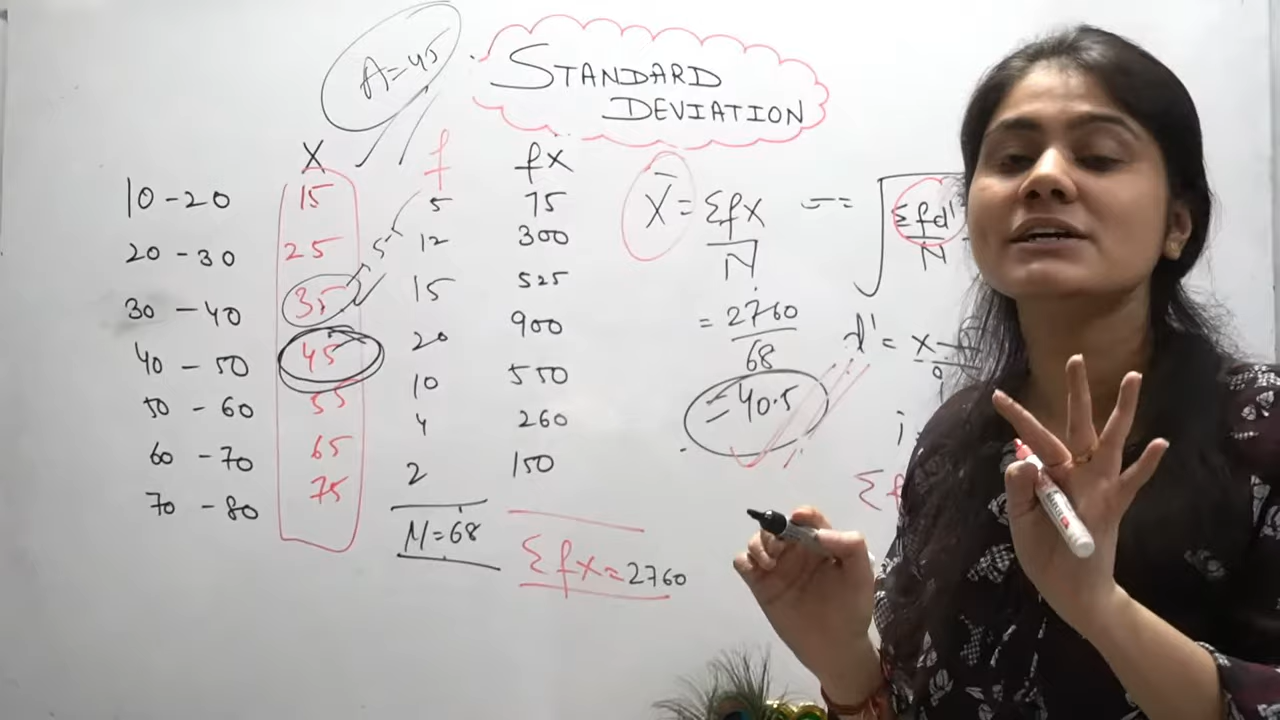 A=45
STANDARD
DEVIATION
X f fx
10-20 15 5 75
20-30 25 12 300
30-40 35 15 525
40-50 45 20 900
50-60 55 10 550
60-70 65 4 260
70-80 75 2 150
N=68
Σfx=2760
X̄ = Σfx
N
= 2760
68
= 40.5
Σfd'
N
d' = x-
i
Σf